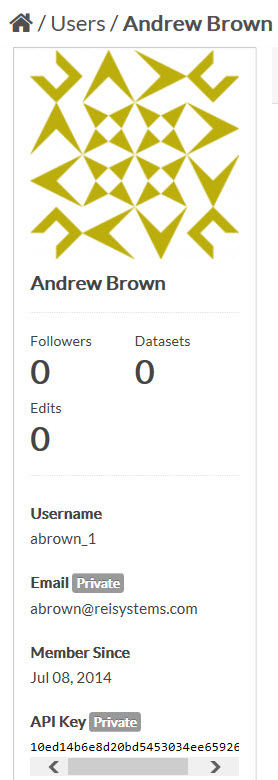 / Users / Andrew Brown
Andrew Brown
Followers Datasets
0 0
Edits
0
Username
abrown_1
Email Private
abrown@reisystems.com
Member Since
Jul 08, 2014
API Key Private
10ed14b6e8d20bd5453034ee65926